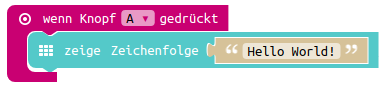 wenn Knopf A gedrückt
zeige Zeichenfolge “ Hello World! ”